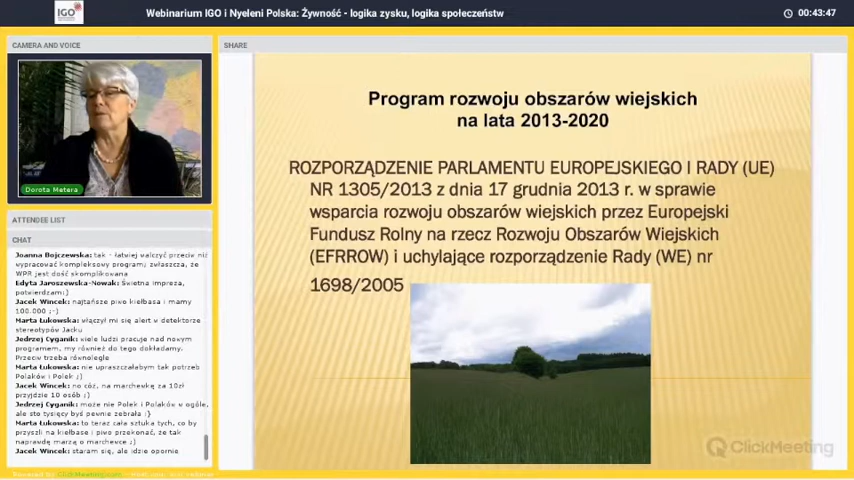 IGO
Webinarium IGO i Nyeleni Polska: Żywność - logika zysku, logika społeczeństw
00:43:47
CAMERA AND VOICE
SHARE
Dorota Metera
ATTENDEE LIST
CHAT
Joanna Bojczewska: tak - łatwiej walczyć przeciw niż
wypracować kompleksowy program; zwłaszcza, że
WPR jest dość skomplikowana
Edyta Jaroszewska-Nowak: Świetna impreza,
potwierdzam:)
Jacek Wincek: najtańsze piwo kiełbasa i mamy
100.000 ;-)
Marta Łukowska: włączył mi się alert w detektorze
stereotypów Jacku
Jedrzej Cyganik: wiele ludzi pracuje nad nowym
programem, my również do tego dokładamy.
Przeciw trzeba równolegle
Marta Łukowska: nie upraszczałabym tak potrzeb
Polaków i Polek ;)
Jacek Wincek: no cóż, na marchewkę za 10zł
przyjdzie 10 osób ;)
Jedrzej Cyganik: może nie Polek i Polaków w ogóle,
ale sto tysięcy byś pewnie zebrała :}
Marta Łukowska: to teraz cała sztuka tych, co by
przyszli na kiełbase i piwo przekonać, że tak
naprawdę marzą o marchewce ;)
Jacek Wincek: staram się, ale idzie opornie
Program rozwoju obszarów wiejskich
na lata 2013-2020
ROZPORZĄDZENIE PARLAMENTU EUROPEJSKIEGO I RADY (UE)
NR 1305/2013 z dnia 17 grudnia 2013 r. w sprawie
wsparcia rozwoju obszarów wiejskich przez Europejski
Fundusz Rolny na rzecz Rozwoju Obszarów Wiejskich
(EFRROW) i uchylające rozporządzenie Rady (WE) nr
1698/2005
ClickMeeting